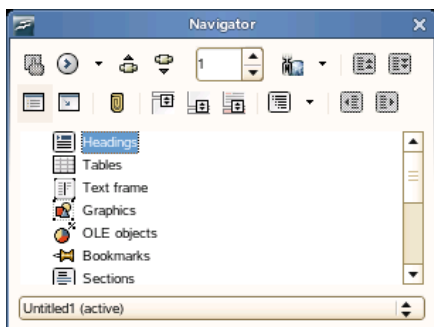 Navigator
1
Headings
Tables
Text frame
Graphics
OLE objects
Bookmarks
Sections
Untitled1 (active)